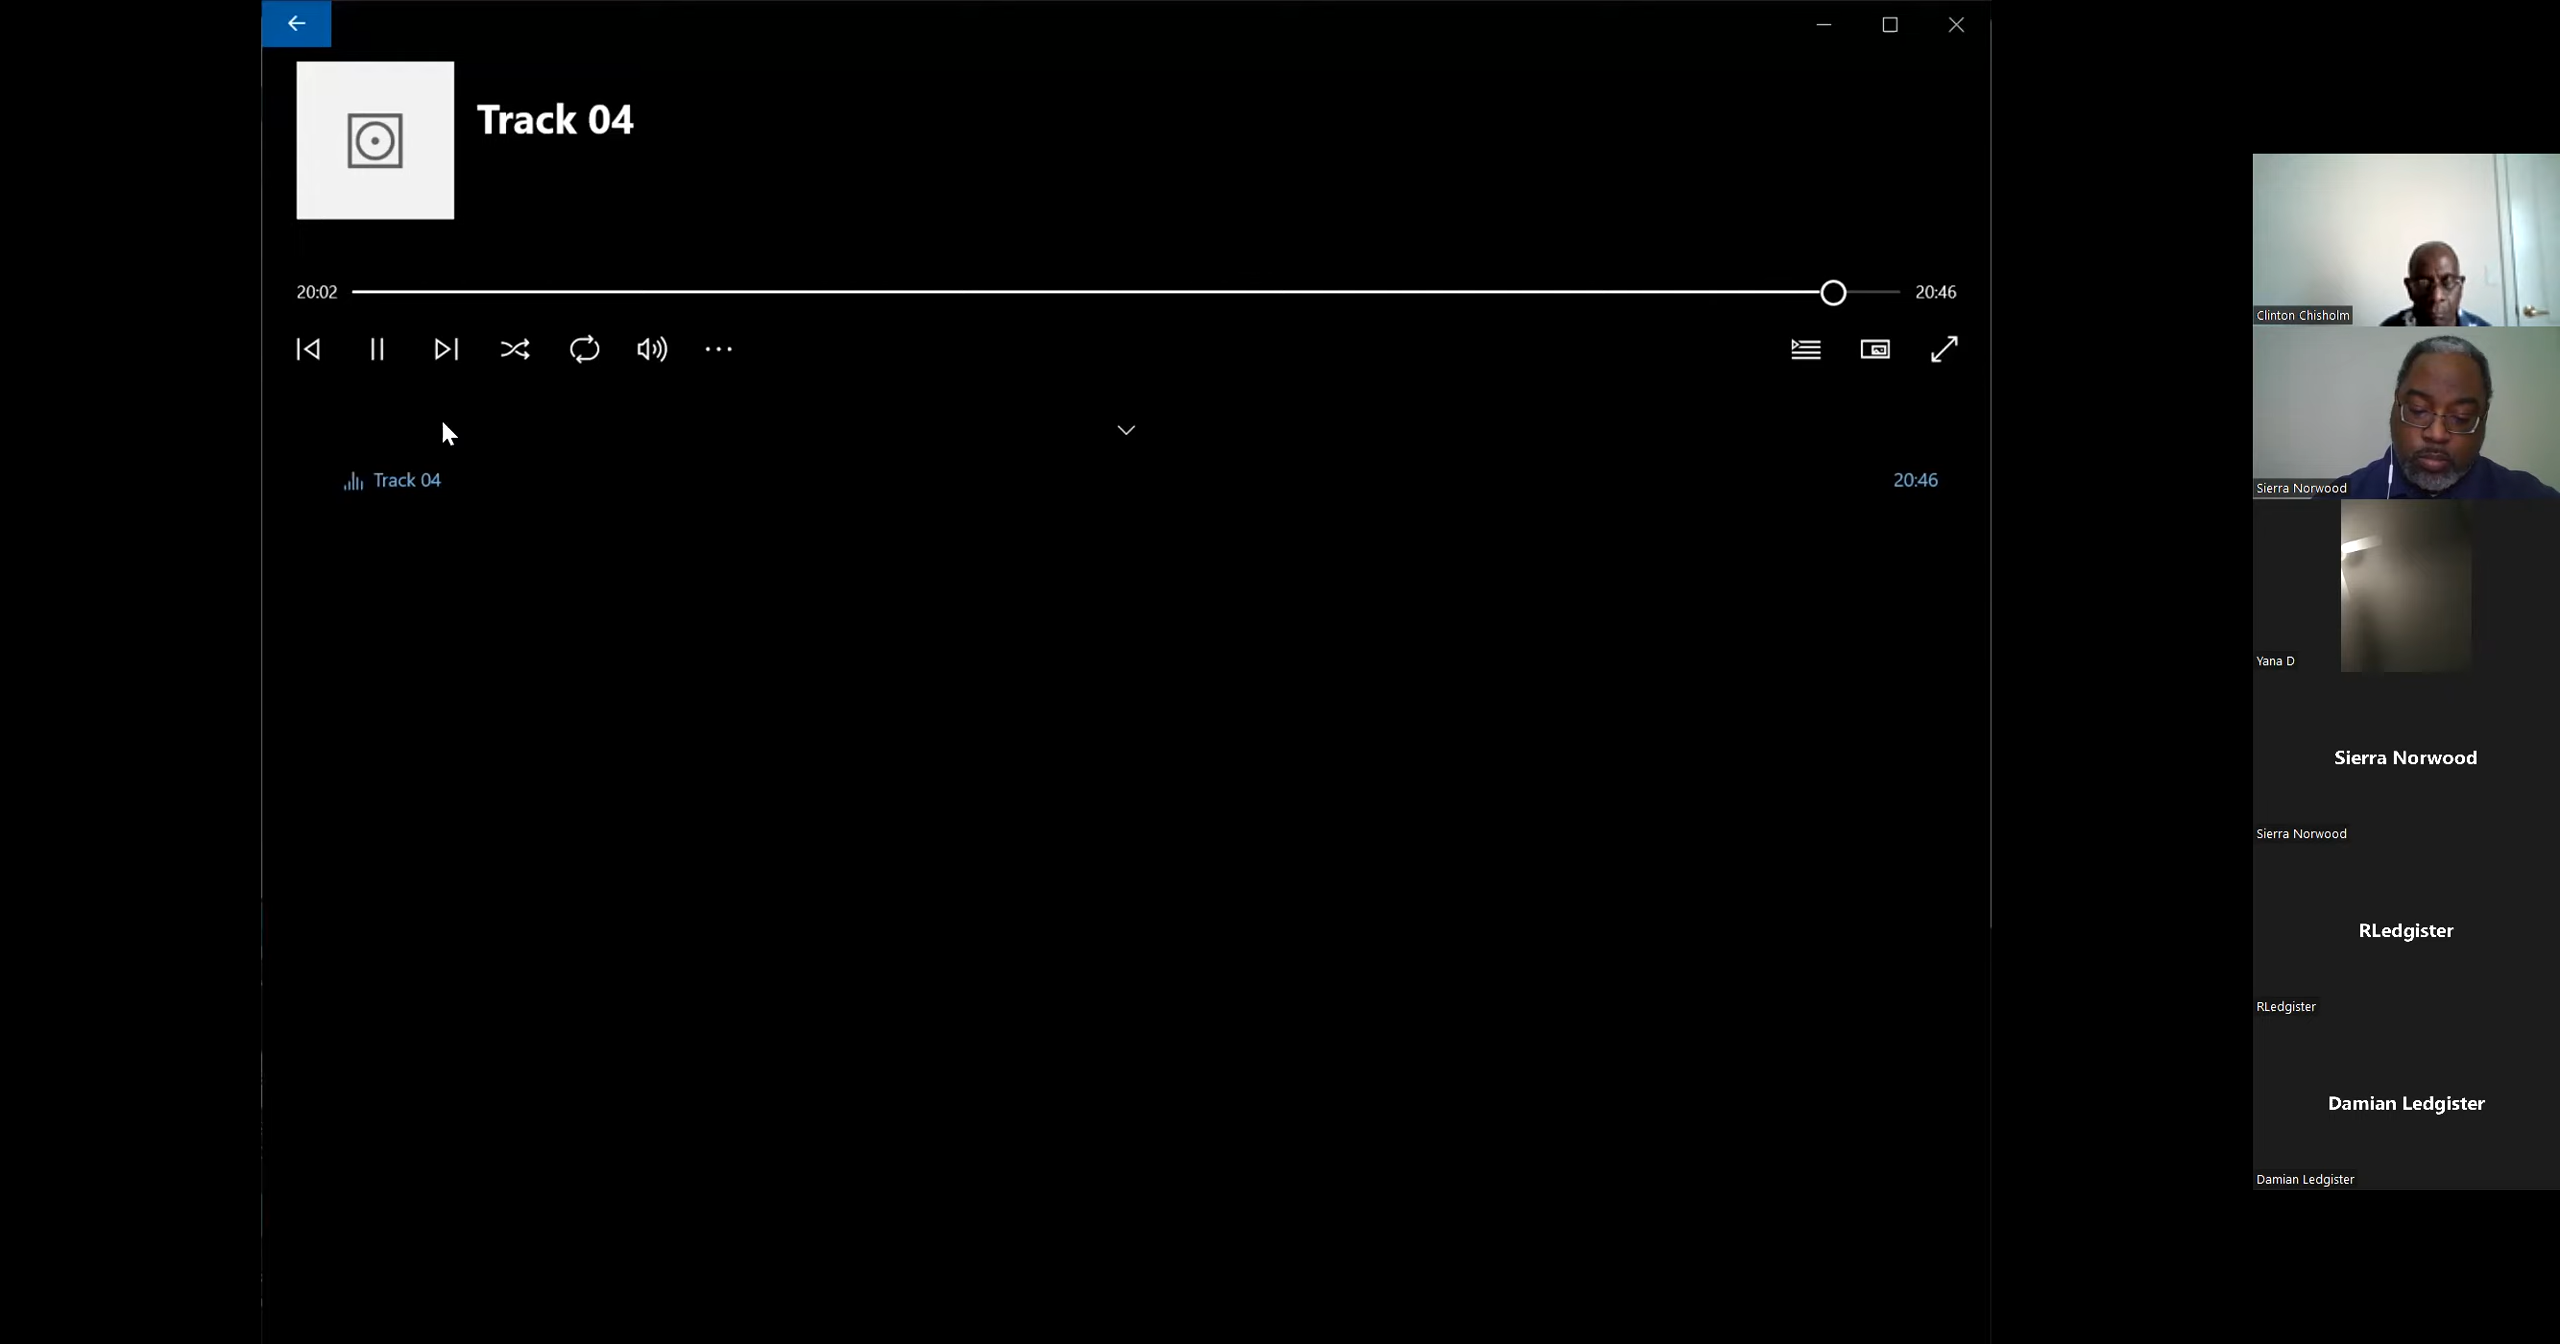 Track 04
20:02
20:46
Track 04
20:46
Clinton Chisholm
Sierra Norwood
Yana D
Sierra Norwood
Sierra Norwood
RLedgister
RLedgister
Damian Ledgister
Damian Ledgister